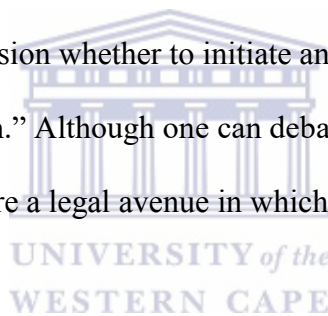 sion whether to initiate an
.” Although one can deba
re a legal avenue in which
UNIVERSITY of the
WESTERN CAPE